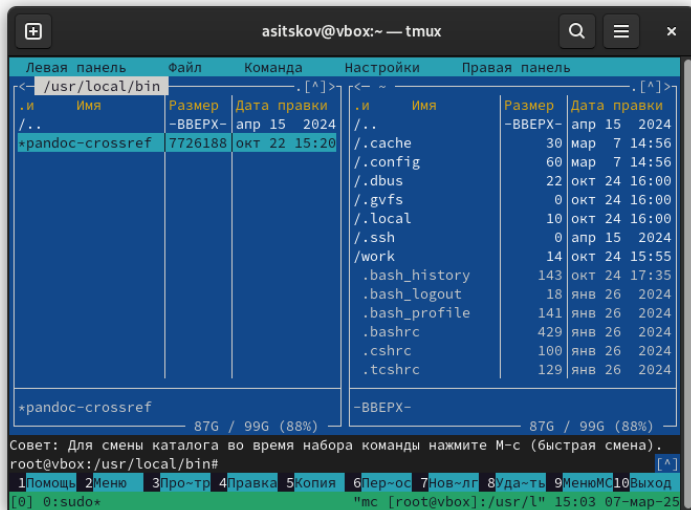 asitskov@vbox:~ — tmux
Левая панель Файл Команда Настройки Правая панель
<— /usr/local/bin .[^]> <— ~ .[^]>
.и Имя Размер Дата правки .и Имя Размер Дата правки
/.. -ВВЕРХ- апр 15 2024 /.. -ВВЕРХ- апр 15 2024
*pandoc-crossref 7726188 окт 22 15:20 /.cache 30 мар 7 14:56
/.config 60 мар 7 14:56
/.dbus 22 окт 24 16:00
/.gvfs 0 окт 24 16:00
/.local 10 окт 24 16:00
/.ssh 0 апр 15 2024
/work 14 окт 24 15:55
.bash_history 143 окт 24 17:35
.bash_logout 18 янв 26 2024
.bash_profile 141 янв 26 2024
.bashrc 429 янв 26 2024
.cshrc 100 янв 26 2024
.tcshrc 129 янв 26 2024
*pandoc-crossref -ВВЕРХ-
87G / 99G (88%) 87G / 99G (88%)
Совет: Для смены каталога во время набора команды нажмите M-c (быстрая смена).
root@vbox:/usr/local/bin# [^]
1Помощь 2Меню 3Про~тр 4Правка 5Копия 6Пер~ос 7Нов~лг 8Уда~ть 9МенюMC 10Выход
[0] 0:sudo* "mc [root@vbox]:/usr/l" 15:03 07-мар-25